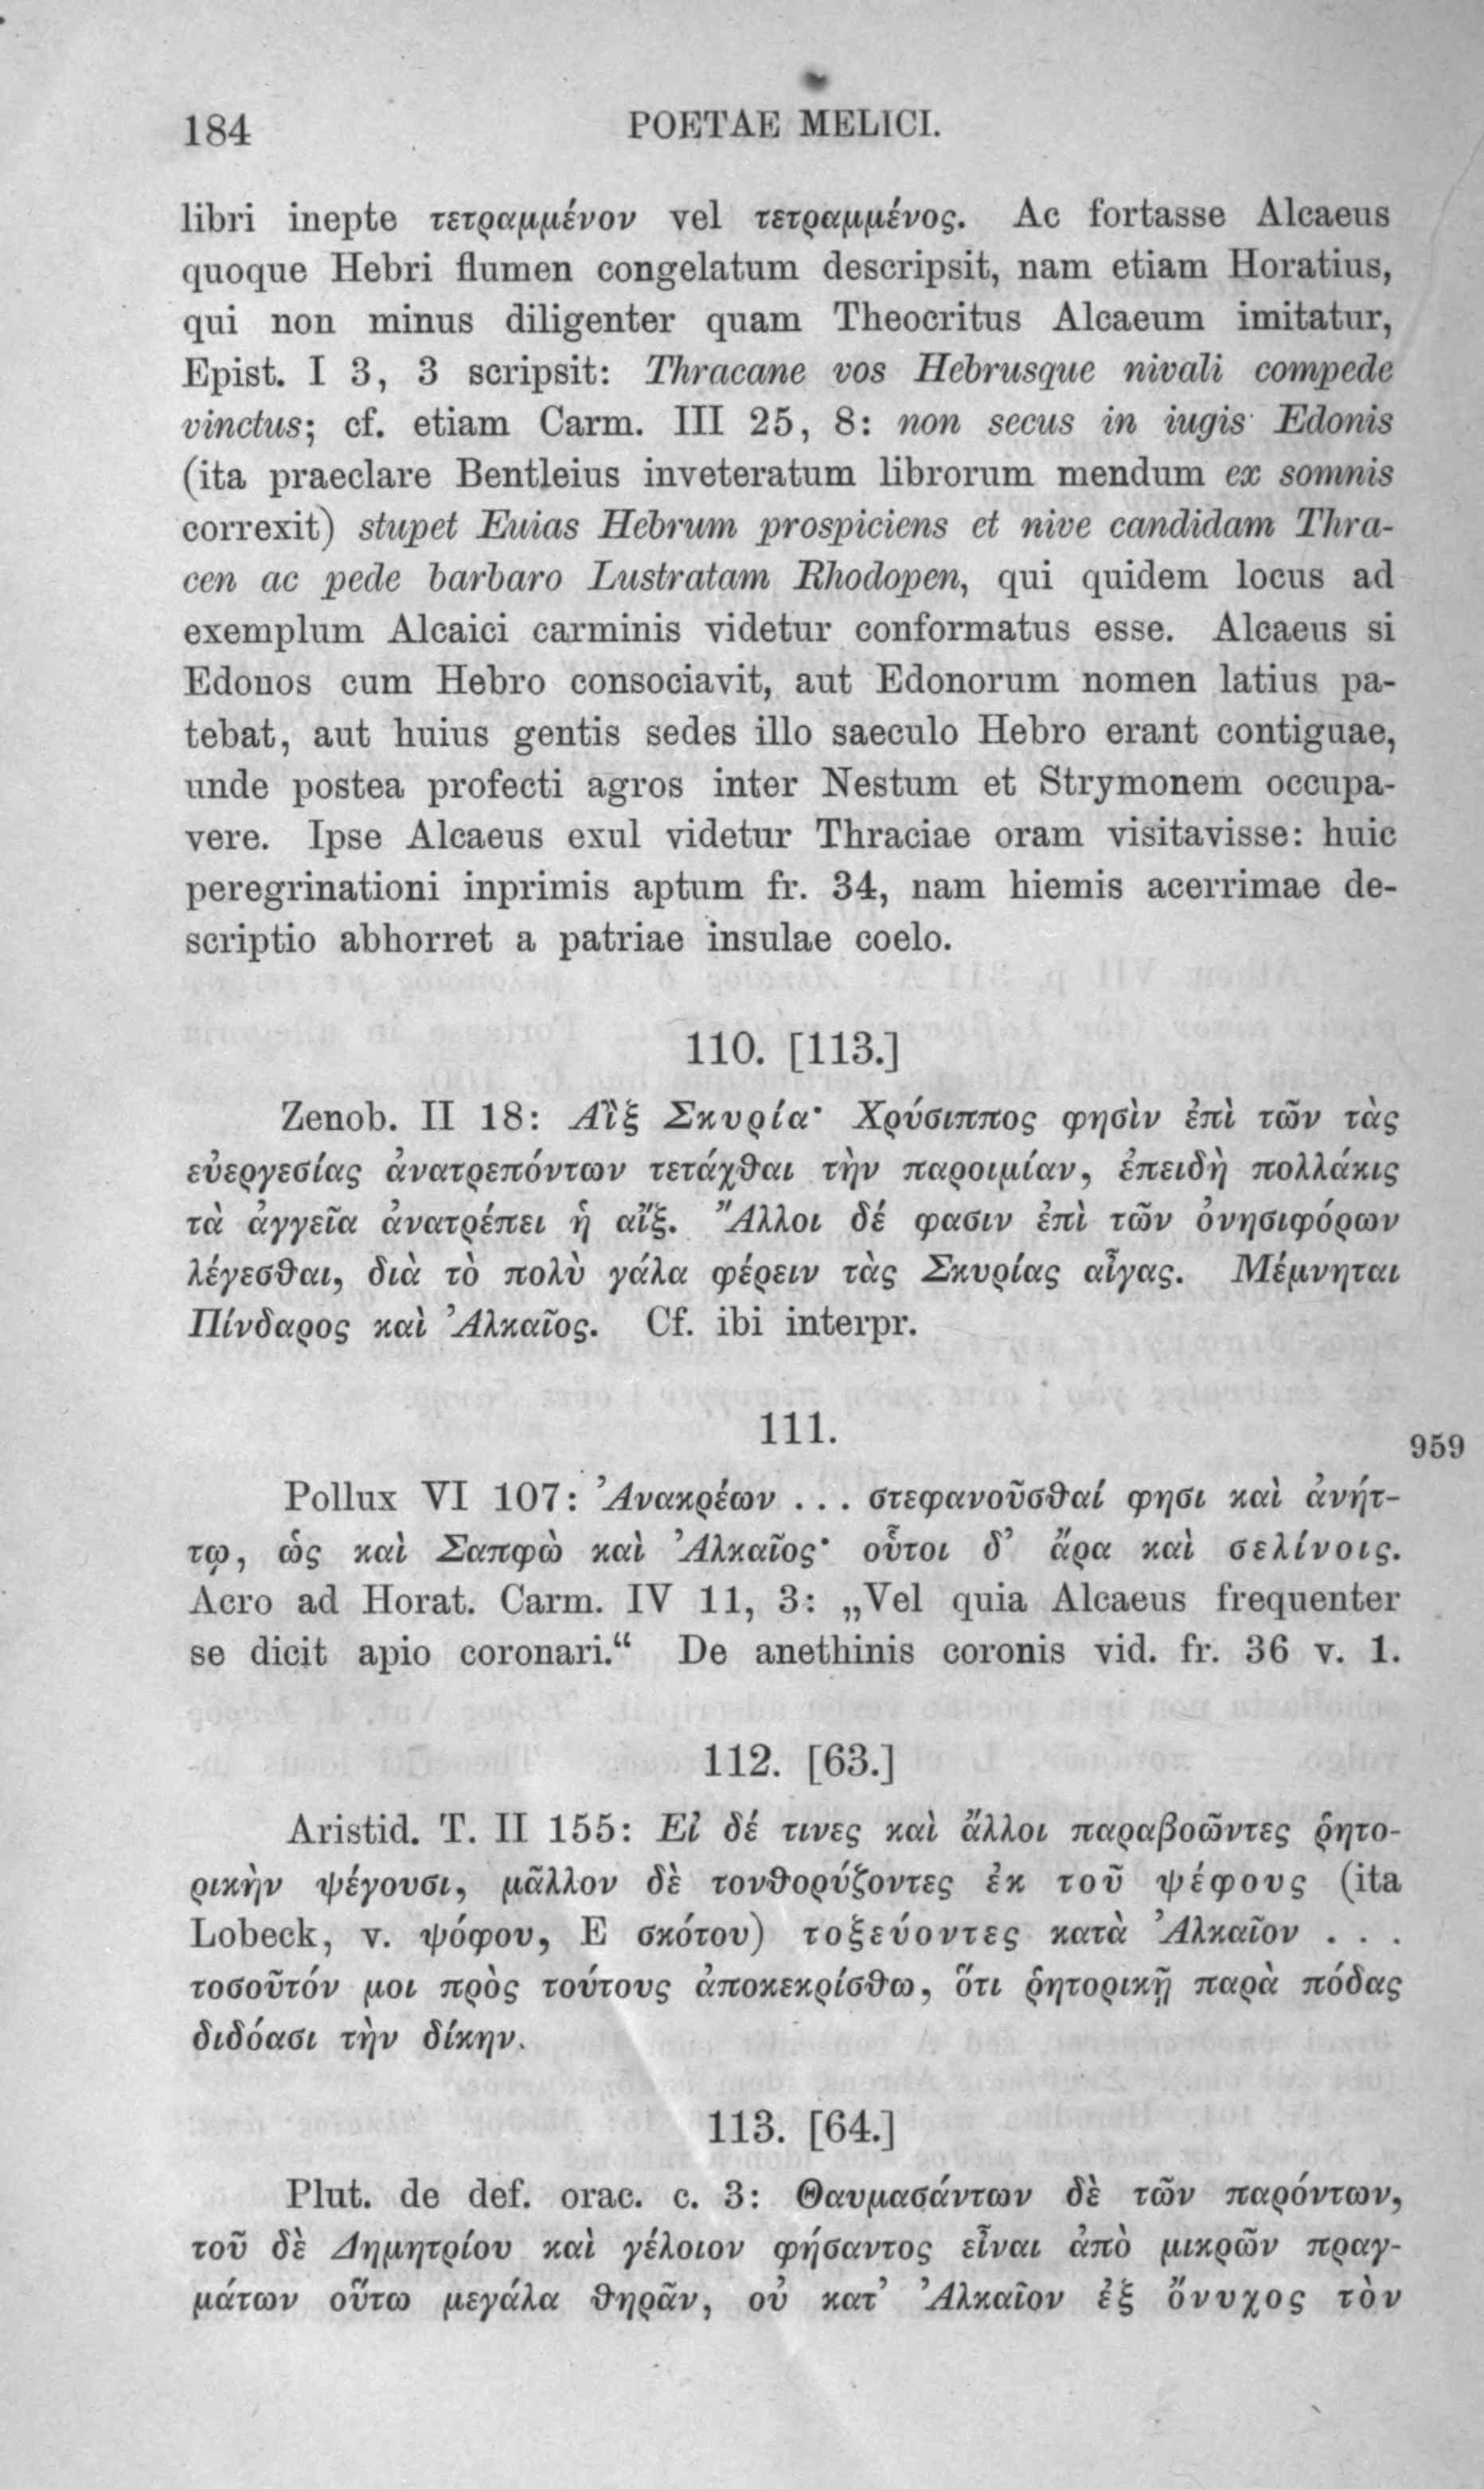 184
POETAE MELICI.
libri inepte τετραμμένον vel τετραμμένος. Ac fortasse Alcaeus
quoque Hebri flumen congelatum descripsit, nam etiam Horatius,
qui non minus diligenter quam Theocritus Alcaeum imitatur,
Epist. I 3, 3 scripsit: Thracane vos Hebrusque nivali compede
vinctus; cf. etiam Carm. III 25, 8: non secus in iugis Edonis
(ita praeclare Bentleius inveteratum librorum mendum ex somnis
correxit) stupet Euias Hebrum prospiciens et nive candidam Thra-
cen ac pede barbaro Lustratam Rhodopen, qui quidem locus ad
exemplum Alcaici carminis videtur conformatus esse. Alcaeus si
Edonos cum Hebro consociavit, aut Edonorum nomen latius pa-
tebat, aut huius gentis sedes illo saeculo Hebro erant contiguae,
unde postea profecti agros inter Nestum et Strymonem occupa-
vere. Ipse Alcaeus exul videtur Thraciae oram visitavisse: huic
peregrinationi inprimis aptum fr. 34, nam hiemis acerrimae de-
scriptio abhorret a patriae insulae coelo.
110. [113.]
Zenob. II 18: Αἲξ Σκυρία· Χρύσιππος φησὶν ἐπὶ τῶν τὰς
εὐεργεσίας ἀνατρεπόντων τετάχθαι τὴν παροιμίαν, ἐπειδὴ πολλάκις
τὰ ἀγγεῖα ἀνατρέπει ἡ αἴξ. Ἄλλοι δέ φασιν ἐπὶ τῶν ὀνησιφόρων
λέγεσθαι, διὰ τὸ πολὺ γάλα φέρειν τὰς Σκυρίας αἶγας. Μέμνηται
Πίνδαρος καὶ Ἀλκαῖος. Cf. ibi interpr.
111.
959
Pollux VI 107: Ἀνακρέων ... στεφανοῦσθαί φησι καὶ ἀνήτ-
τῳ, ὡς καὶ Σαπφὼ καὶ Ἀλκαῖος· οὗτοι δ’ ἄρα καὶ σελίνοις.
Acro ad Horat. Carm. IV 11, 3: „Vel quia Alcaeus frequenter
se dicit apio coronari.“ De anethinis coronis vid. fr. 36 v. 1.
112. [63.]
Aristid. T. II 155: Εἰ δέ τινες καὶ ἄλλοι παραβοῶντες ῥητο-
ρικὴν ψέγουσι, μᾶλλον δὲ τονθορύζοντες ἐκ τοῦ ψέφους (ita
Lobeck, v. ψόφου, E σκότου) τοξεύοντες κατὰ Ἀλκαῖον ...
τοσοῦτόν μοι πρὸς τούτους ἀποκεκρίσθω, ὅτι ῥητορικῇ παρὰ πόδας
διδόασι τὴν δίκην.
113. [64.]
Plut. de def. orac. c. 3: Θαυμασάντων δὲ τῶν παρόντων,
τοῦ δὲ Δημητρίου καὶ γέλοιον φήσαντος εἶναι ἀπὸ μικρῶν πραγ-
μάτων οὕτω μεγάλα θηρᾶν, οὐ κατ’ Ἀλκαῖον ἐξ ὄνυχος τὸν